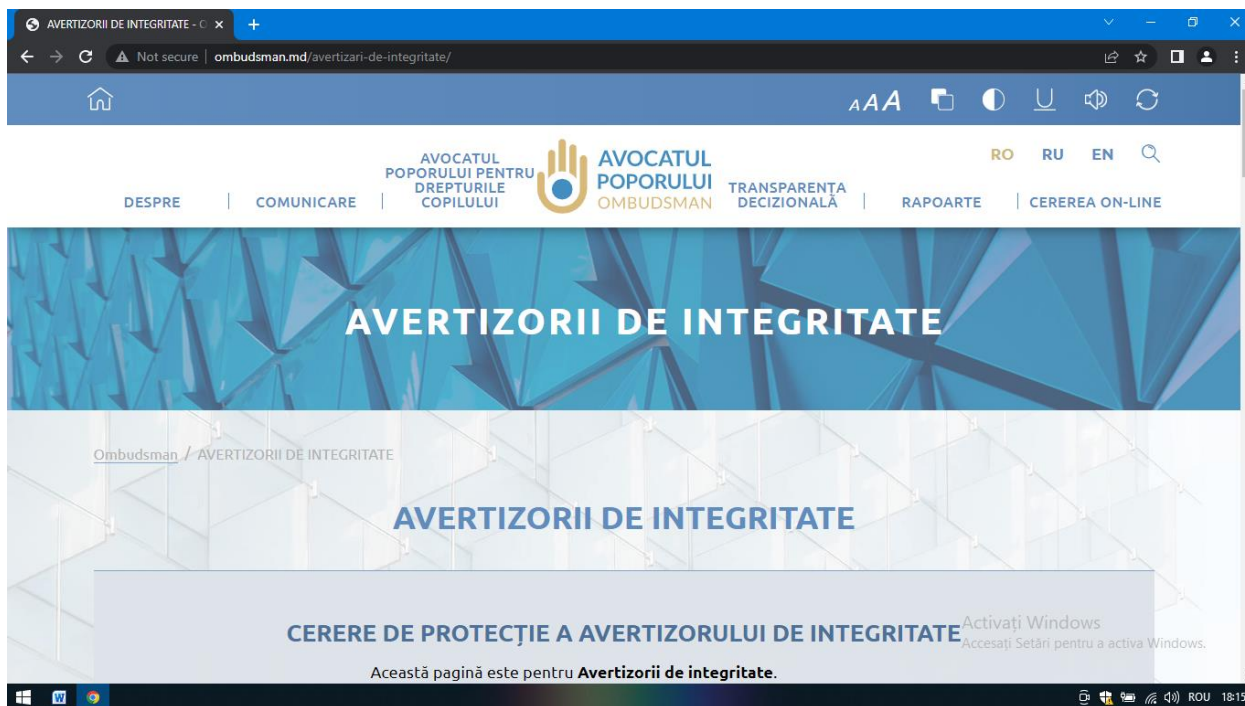 AVERTIZORII DE INTEGRITATE - O
Not secure | ombudsman.md/avertizari-de-integritate/
A A A
RO RU EN
DESPRE
COMUNICARE
AVOCATUL
POPORULUI PENTRU
DREPTURILE
COPILULUI
AVOCATUL
POPORULUI
OMBUDSMAN
TRANSPARENȚA
DECIZIONALĂ
RAPOARTE
CEREREA ON-LINE
AVERTIZORII DE INTEGRITATE
Ombudsman / AVERTIZORII DE INTEGRITATE
AVERTIZORII DE INTEGRITATE
CERERE DE PROTECȚIE A AVERTIZORULUI DE INTEGRITATE
Această pagină este pentru Avertizorii de integritate.
Activați Windows
Accesați Setări pentru a activa Windows.
ROU 18:15